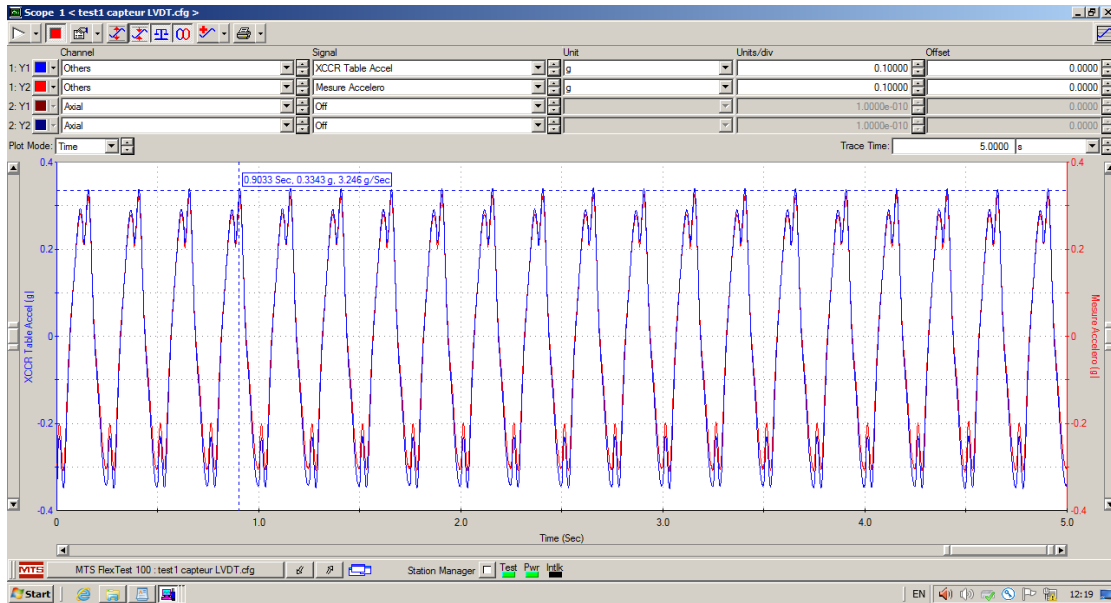 Scope 1 < test1 capteur LVDT.cfg >
Channel Signal Unit Units/div Offset
1: Y1 Others XCCR Table Accel g 0.10000 0.0000
1: Y2 Others Mesure Accelero g 0.10000 0.0000
2: Y1 Axial Off 1.0000e-010 0.0000
2: Y2 Axial Off 1.0000e-010 0.0000
Plot Mode: Time Trace Time: 5.0000 s
0.4 0.4
0.9033 Sec, 0.3343 g, 3.246 g/Sec
0.2 0.2
0 0
-0.2 -0.2
-0.4 -0.4
XCCR Table Accel (g)
Mesure Accelero (g)
0 1.0 2.0 3.0 4.0 5.0
Time (Sec)
MTS MTS FlexTest 100 : test1 capteur LVDT.cfg Station Manager Test Pwr Intlk
Start EN 12:19